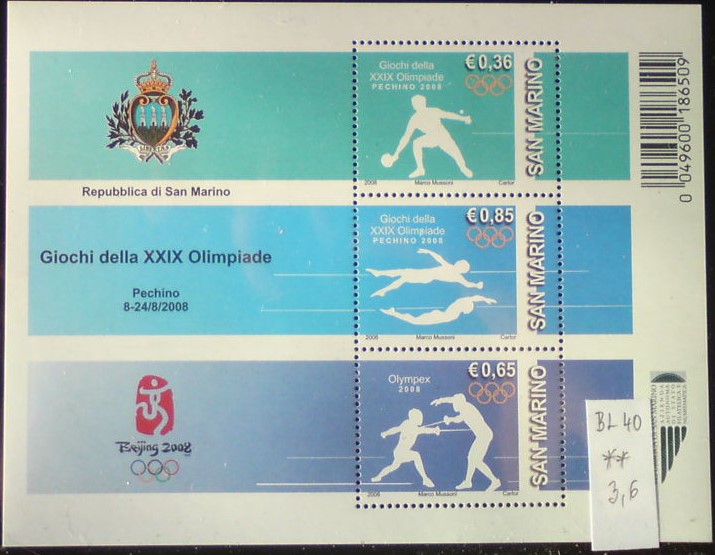 LIBERTAS
Repubblica di San Marino
Giochi della XXIX Olimpiade
Pechino
8-24/8/2008
Beijing 2008
Giochi della
XXIX Olimpiade
PECHINO 2008
€ 0,36
SAN MARINO
2008 Marco Mussoni Cartor
Giochi della
XXIX Olimpiade
PECHINO 2008
€ 0,85
SAN MARINO
2008 Marco Mussoni Cartor
Olympex
2008
€ 0,65
SAN MARINO
2008 Marco Mussoni Cartor
0 049600 186509
BL 40
**
3,6